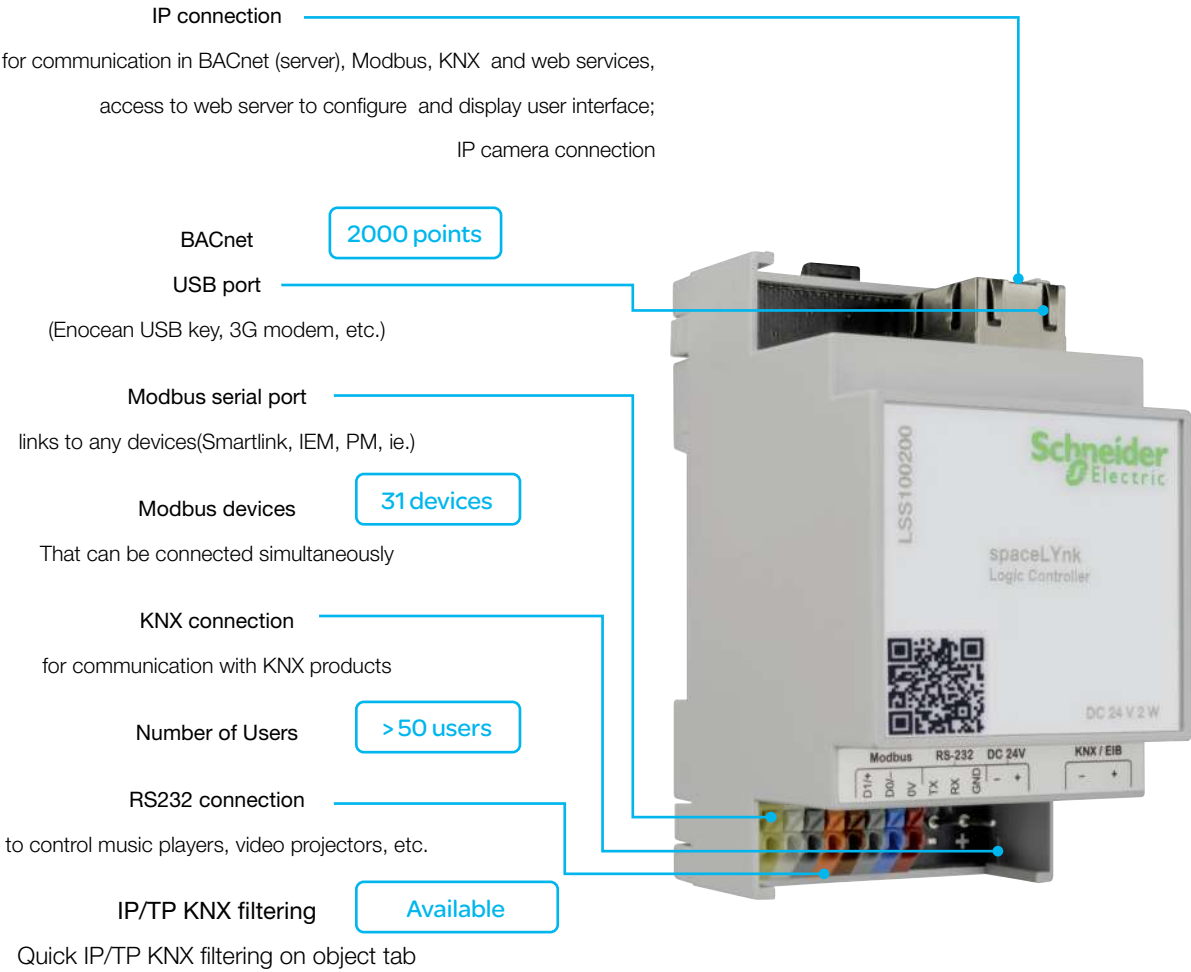 IP connection
for communication in BACnet (server), Modbus, KNX and web services,
access to web server to configure and display user interface;
IP camera connection
BACnet
2000 points
USB port
(Enocean USB key, 3G modem, etc.)
Modbus serial port
links to any devices(Smartlink, IEM, PM, ie.)
Modbus devices
31 devices
That can be connected simultaneously
KNX connection
for communication with KNX products
Number of Users
> 50 users
RS232 connection
to control music players, video projectors, etc.
IP/TP KNX filtering
Available
Quick IP/TP KNX filtering on object tab
LSS100200
Schneider
Electric
spaceLYnk
Logic Controller
DC 24 V 2 W
Modbus RS-232 DC 24V KNX / EIB
D1/+ D0/− 0V TX RX GND − + − +
− +